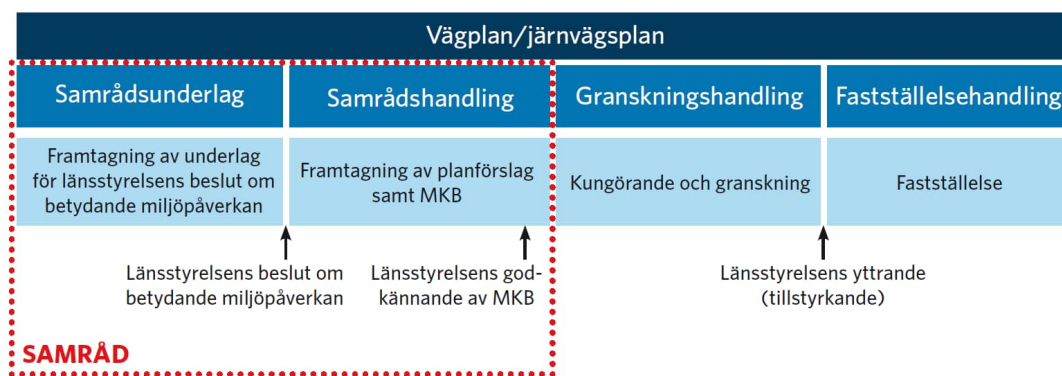 Vägplan/järnvägsplan
Samrådsunderlag
Samrådshandling
Granskningshandling
Fastställelsehandling
Framtagning av underlag
för länsstyrelsens beslut om
betydande miljöpåverkan
Framtagning av planförslag
samt MKB
Kungörande och granskning
Fastställelse
Länsstyrelsens beslut om
betydande miljöpåverkan
Länsstyrelsens god-
kännande av MKB
Länsstyrelsens yttrande
(tillstyrkande)
SAMRÅD